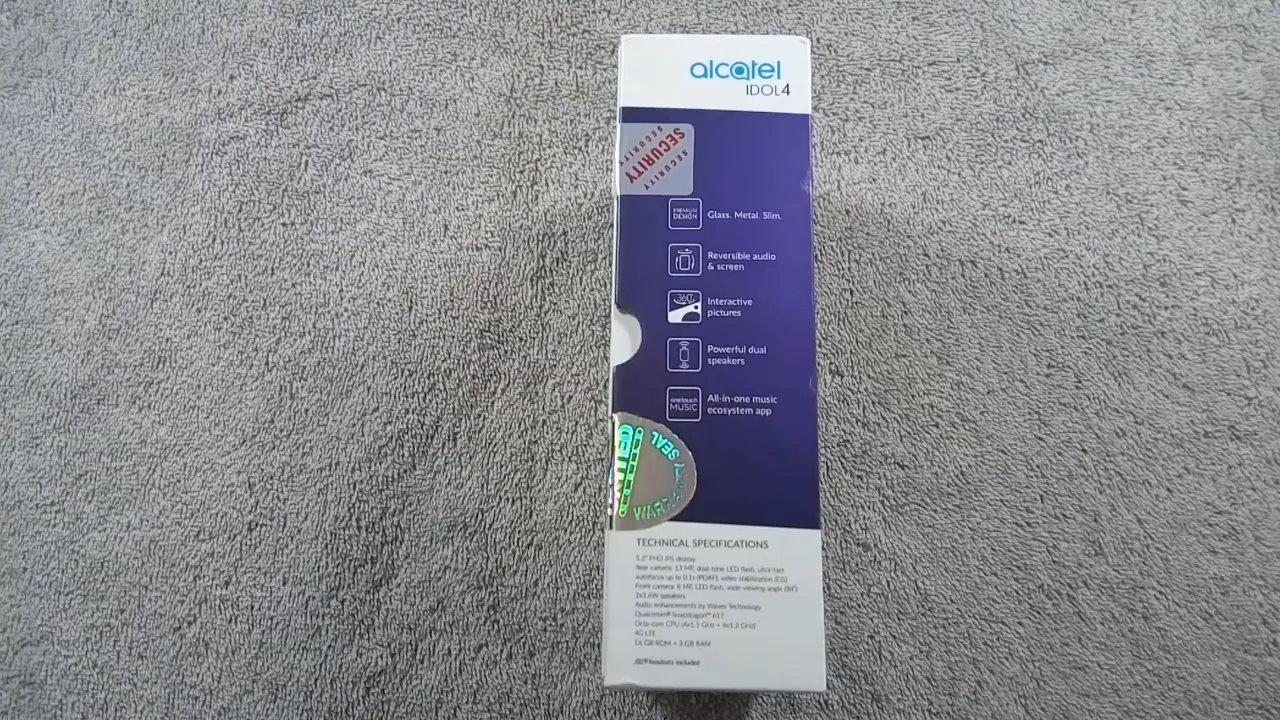 alcatel
IDOL4
SECURITY
SECURITY
SECURITY
PREMIUM
DESIGN
Glass. Metal. Slim.
Reversible audio
& screen
360°
Interactive
pictures
Powerful dual
speakers
onetouch
MUSIC
All-in-one music
ecosystem app
SEAL
TECHNICAL SPECIFICATIONS
5.2" FHD IPS display
Rear camera: 13 MP, dual-tone LED flash, ultra-fast
autofocus up to 0.1s (PDAF), video stabilisation (EIS)
Front camera: 8 MP, LED flash, wide viewing angle (84°)
2x3.6W speakers
Audio enhancements by Waves Technology
Qualcomm® Snapdragon™ 617
Octa-core CPU (4x1.5 GHz + 4x1.2 GHz)
4G LTE
16 GB ROM + 3 GB RAM
JBL® headsets included